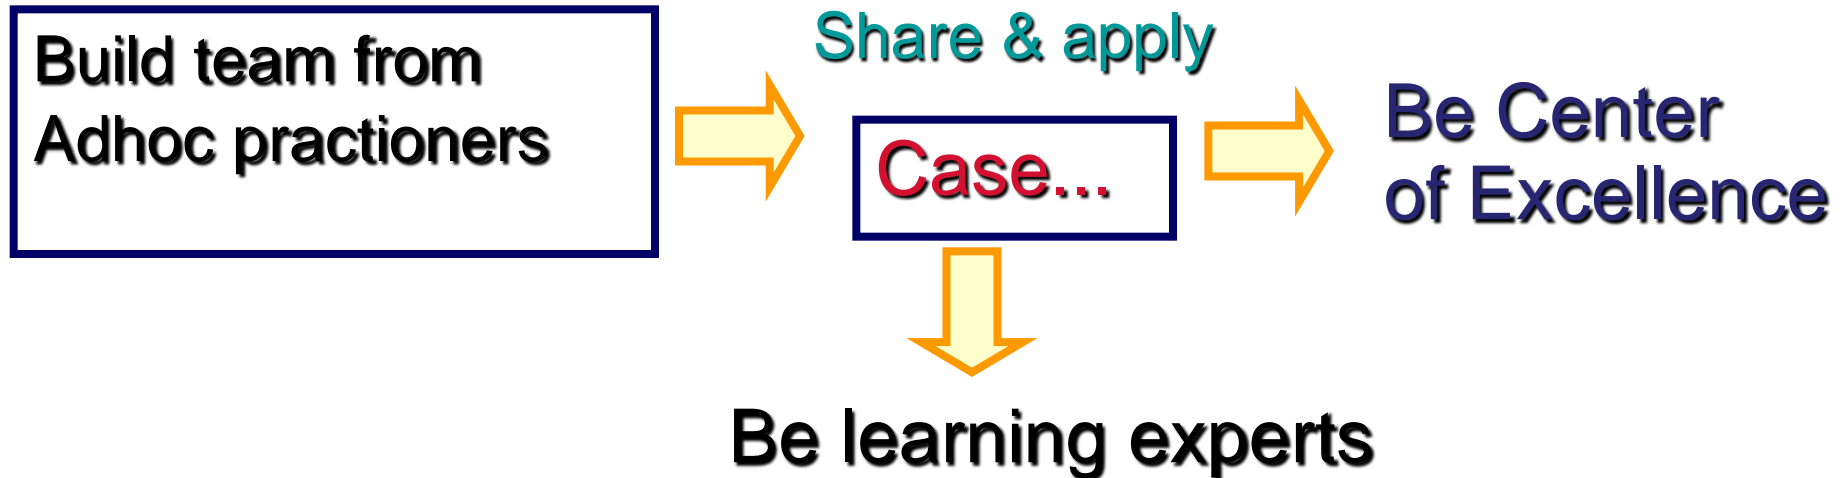 Build team from
Adhoc practioners
Share & apply
Case...
Be Center
of Excellence
Be learning experts